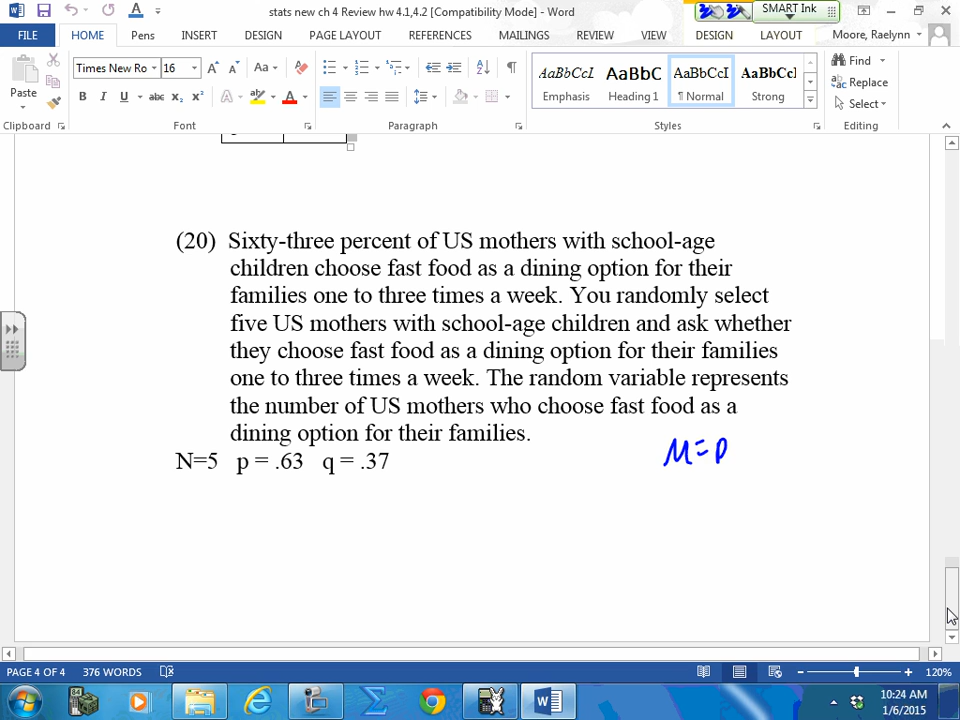 stats new ch 4 Review hw 4.1,4.2 [Compatibility Mode] - Word
SMART Ink
FILE HOME Pens INSERT DESIGN PAGE LAYOUT REFERENCES MAILINGS REVIEW VIEW DESIGN LAYOUT Moore, Raelynn
Paste
Times New Ro 16 A A Aa
B I U abc x₂ x² ab A
AaBbCcI AaBbC AaBbCcI AaBbCcI
Emphasis Heading 1 ¶ Normal Strong
Find
Replace
Select
Clipboard Font Paragraph Styles Editing
(20) Sixty-three percent of US mothers with school-age
children choose fast food as a dining option for their
families one to three times a week. You randomly select
five US mothers with school-age children and ask whether
they choose fast food as a dining option for their families
one to three times a week. The random variable represents
the number of US mothers who choose fast food as a
dining option for their families.
N=5 p = .63 q = .37
M=p
PAGE 4 OF 4 376 WORDS 120%
84
10:24 AM
1/6/2015